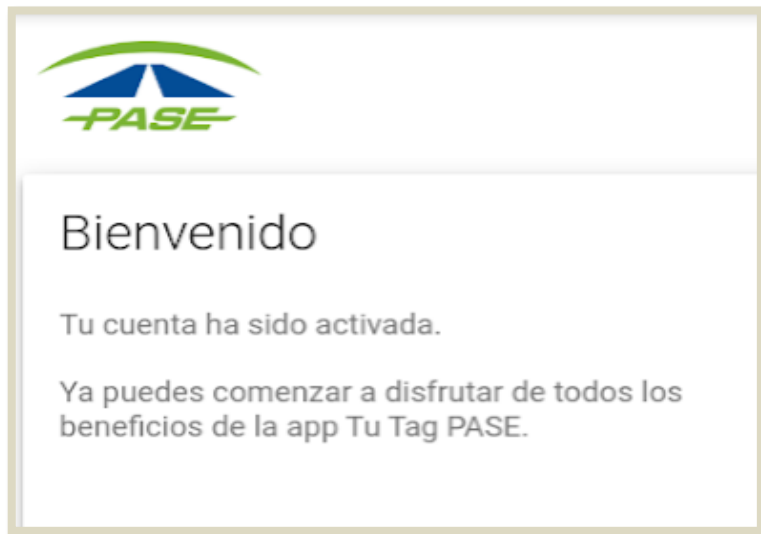 PASE
Bienvenido
Tu cuenta ha sido activada.
Ya puedes comenzar a disfrutar de todos los
beneficios de la app Tu Tag PASE.